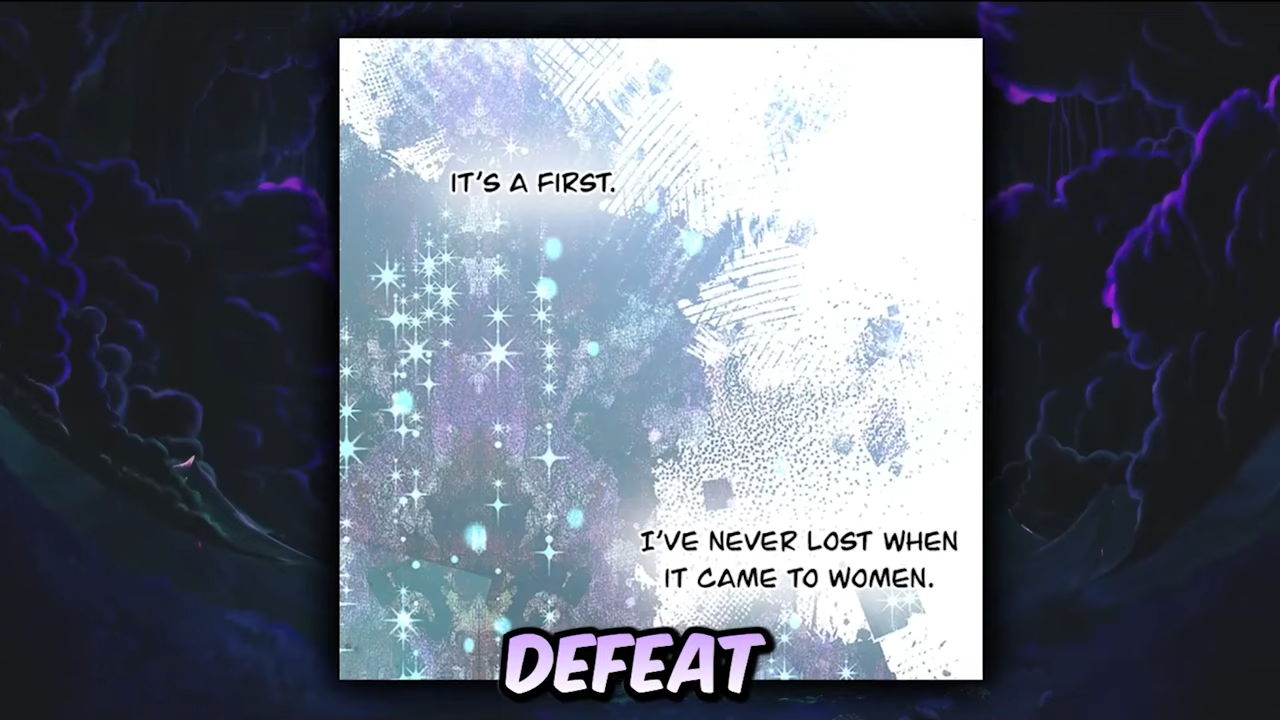 IT'S A FIRST.
I'VE NEVER LOST WHEN
IT CAME TO WOMEN.
DEFEAT